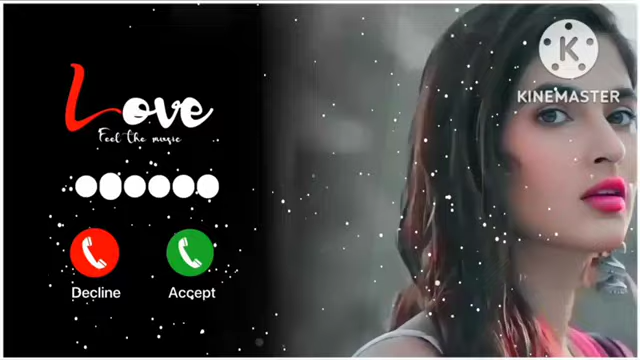 Love
Feel the music
Decline
Accept
K
KINEMASTER